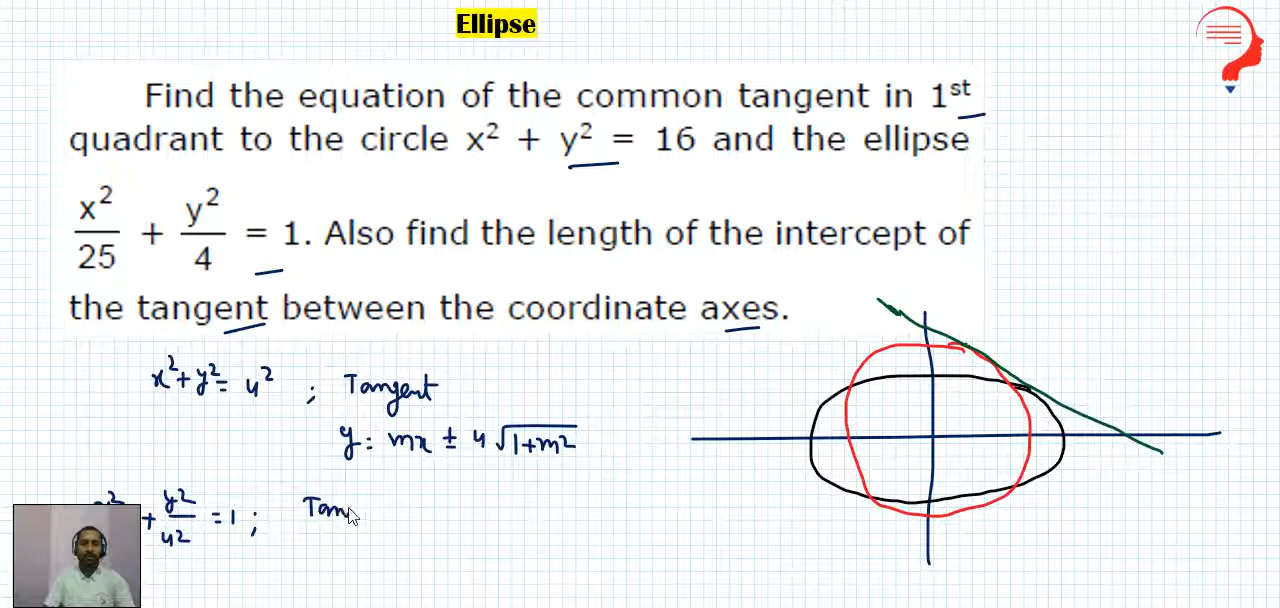 Ellipse
Find the equation of the common tangent in 1st
quadrant to the circle x² + y² = 16 and the ellipse
x²/25 + y²/4 = 1. Also find the length of the intercept of
the tangent between the coordinate axes.
x² + y² = 4² ; Tangent
y = mx ± 4√(1+m²)
+ y²/4² = 1 ; Tan